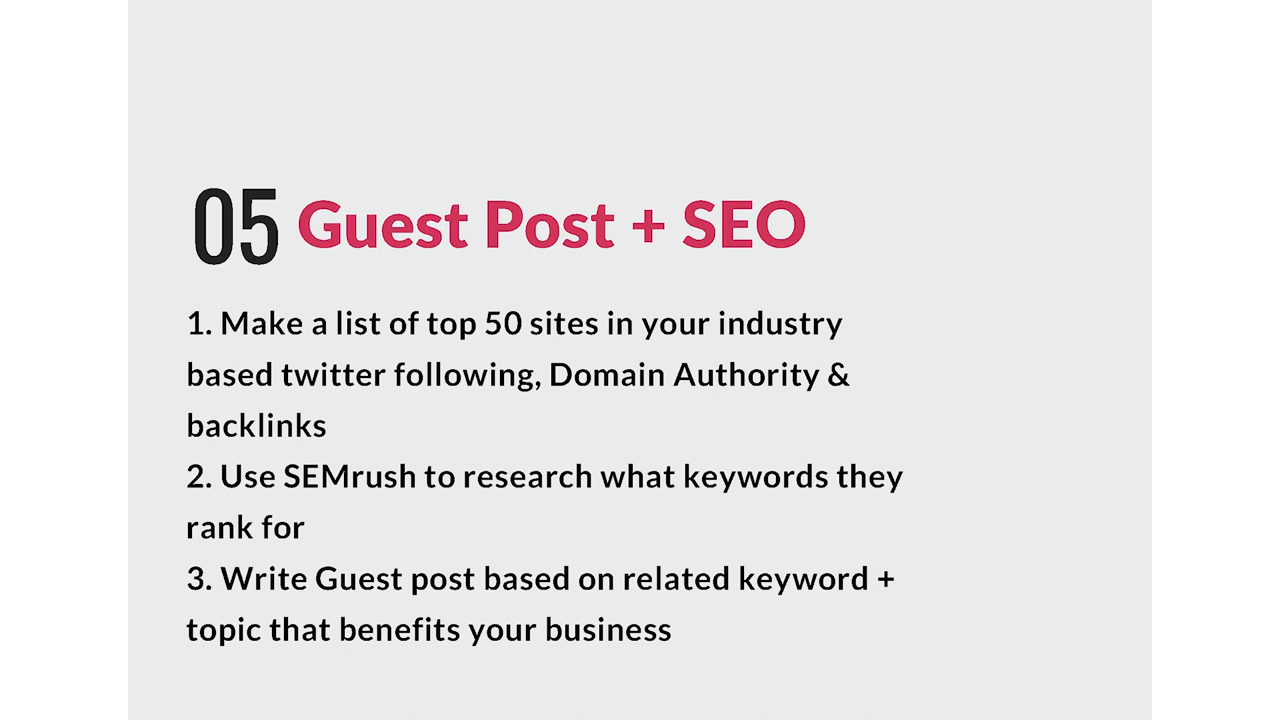 05 Guest Post + SEO
1. Make a list of top 50 sites in your industry
based twitter following, Domain Authority &
backlinks
2. Use SEMrush to research what keywords they
rank for
3. Write Guest post based on related keyword +
topic that benefits your business